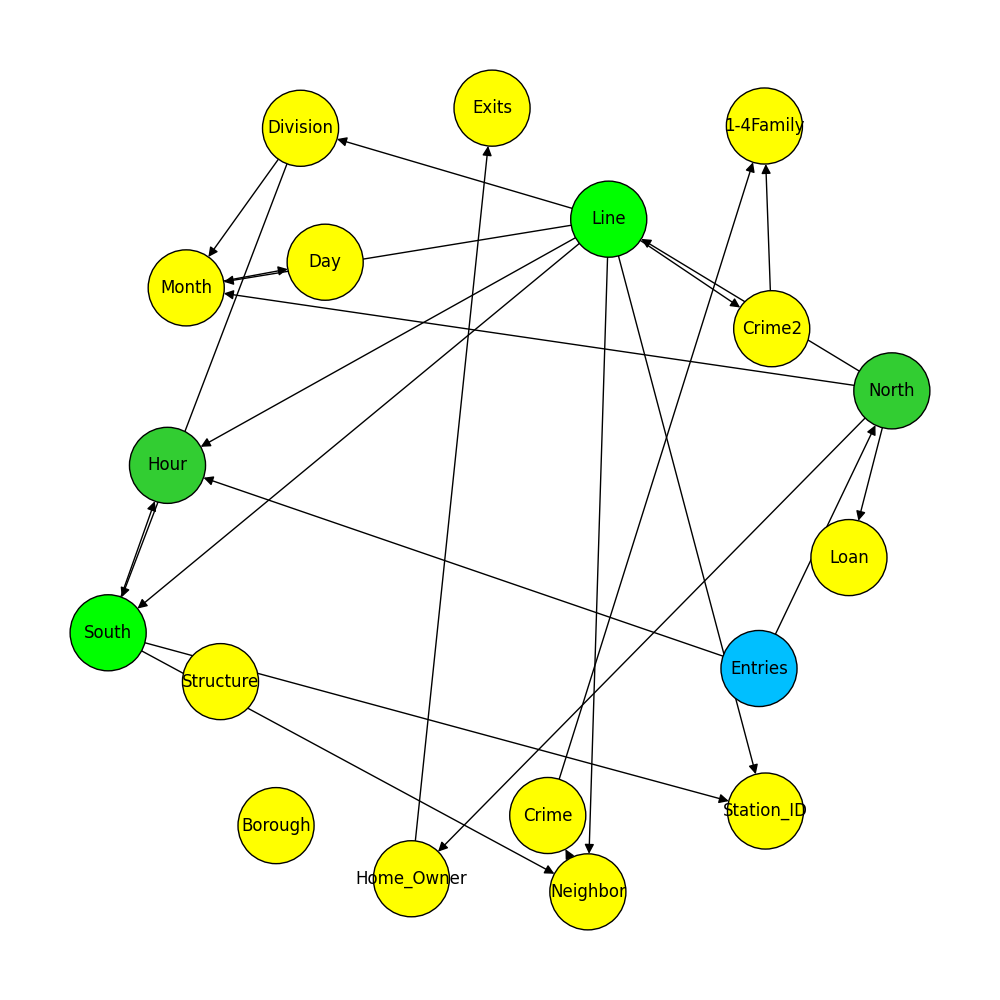 Exits
1-4Family
Division
Line
Day
Month
Crime2
North
Hour
Loan
South
Entries
Structure
Station_ID
Crime
Borough
Home_Owner
Neighbor